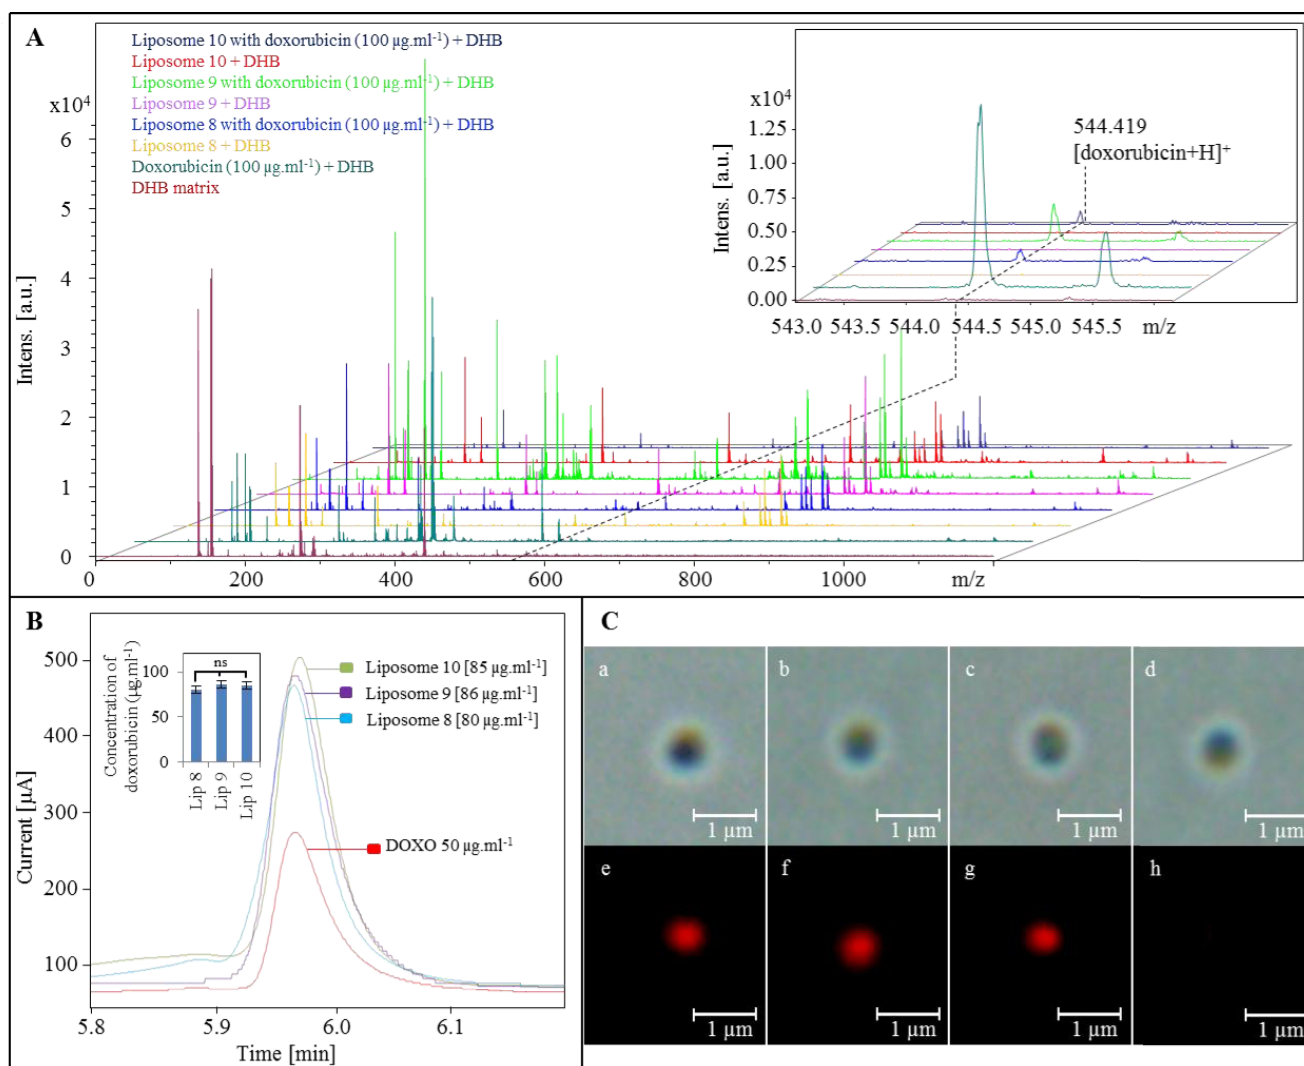 A
Liposome 10 with doxorubicin (100 µg.ml-1) + DHB
Liposome 10 + DHB
Liposome 9 with doxorubicin (100 µg.ml-1) + DHB
Liposome 9 + DHB
Liposome 8 with doxorubicin (100 µg.ml-1) + DHB
Liposome 8 + DHB
Doxorubicin (100 µg.ml-1) + DHB
DHB matrix
x10⁴
6
5
4
3
2
1
0
Intens. [a.u.]
0 200 400 600 800 1000 m/z
x10⁴
1.25
1.00
0.75
0.50
0.25
0.00
Intens. [a.u.]
544.419
[doxorubicin+H]+
543.0 543.5 544.0 544.5 545.0 545.5 m/z
B
500
400
300
200
100
Current [µA]
5.8 5.9 6.0 6.1
Time [min]
Concentration of
doxorubicin (µg.ml-1)
100
50
0
ns
Lip 8
Lip 9
Lip 10
Liposome 10 [85 µg.ml-1]
Liposome 9 [86 µg.ml-1]
Liposome 8 [80 µg.ml-1]
DOXO 50 µg.ml-1
C
a b c d
1 µm 1 µm 1 µm 1 µm
e f g h
1 µm 1 µm 1 µm 1 µm